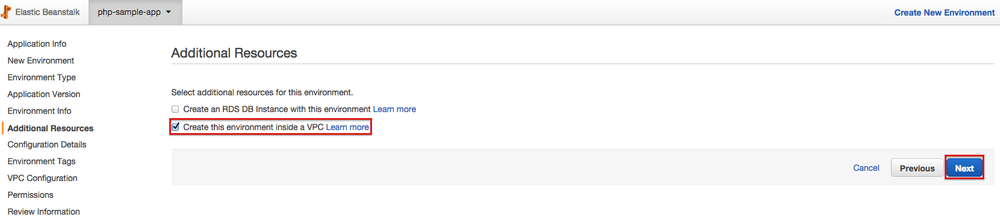 Elastic Beanstalk php-sample-app Create New Environment
Application Info
New Environment
Environment Type
Application Version
Environment Info
Additional Resources
Configuration Details
Environment Tags
VPC Configuration
Permissions
Review Information
Additional Resources
Select additional resources for this environment.
Create an RDS DB Instance with this environment Learn more
Create this environment inside a VPC Learn more
Cancel Previous Next